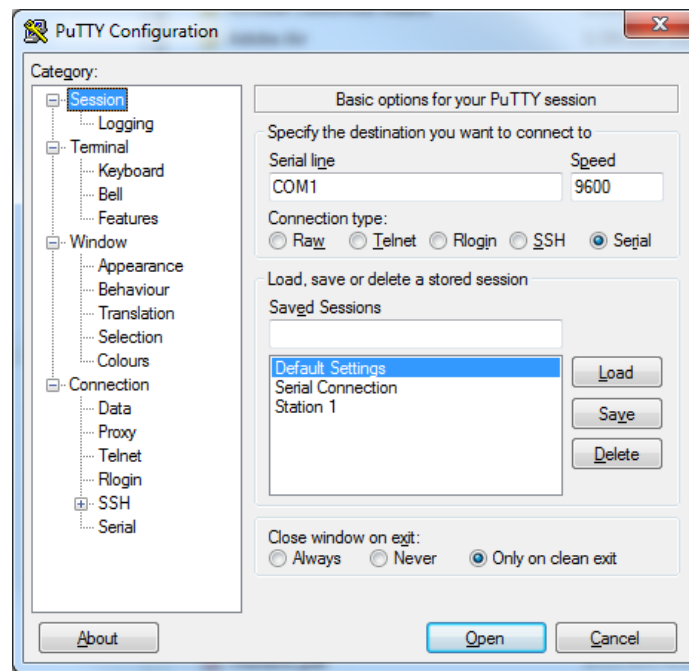 PuTTY Configuration
Category:
Session
Logging
Terminal
Keyboard
Bell
Features
Window
Appearance
Behaviour
Translation
Selection
Colours
Connection
Data
Proxy
Telnet
Rlogin
SSH
Serial
Basic options for your PuTTY session
Specify the destination you want to connect to
Serial line Speed
COM1 9600
Connection type:
Raw Telnet Rlogin SSH Serial
Load, save or delete a stored session
Saved Sessions
Default Settings
Serial Connection
Station 1
Load
Save
Delete
Close window on exit:
Always Never Only on clean exit
About Open Cancel